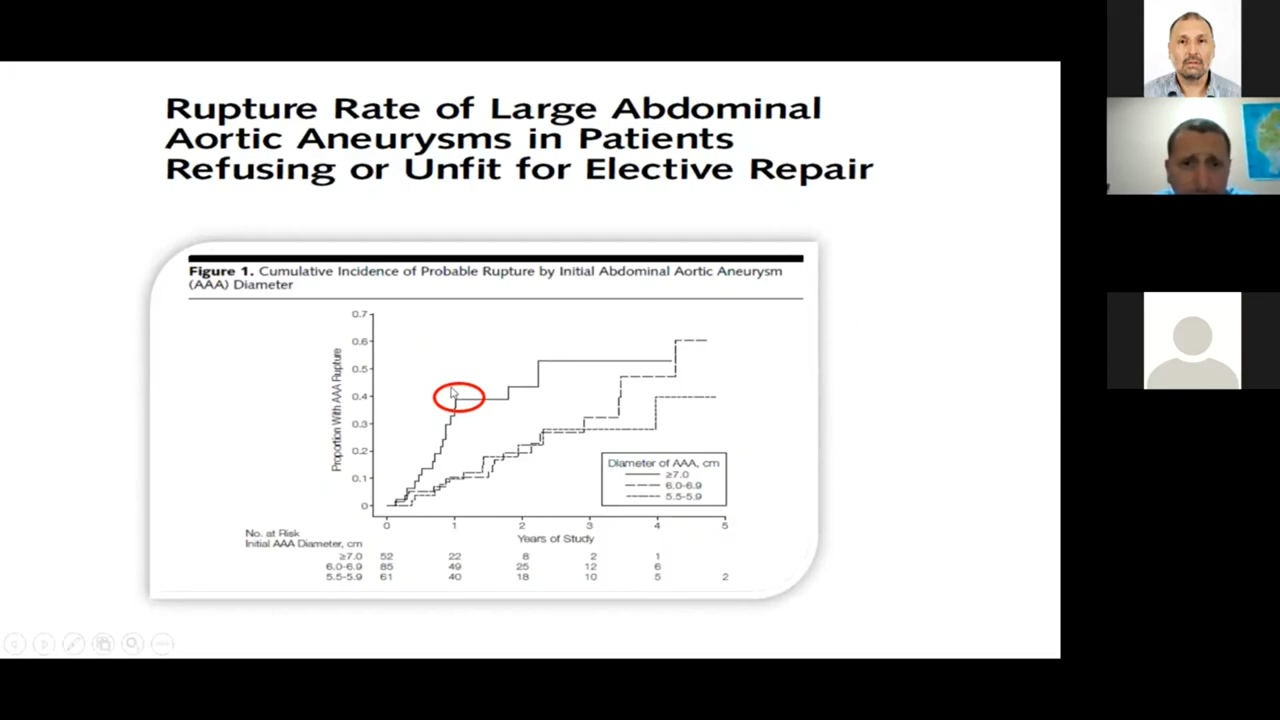 Rupture Rate of Large Abdominal
Aortic Aneurysms in Patients
Refusing or Unfit for Elective Repair
Figure 1. Cumulative Incidence of Probable Rupture by Initial Abdominal Aortic Aneurysm
(AAA) Diameter
Proportion With AAA Rupture
0.7
0.6
0.5
0.4
0.3
0.2
0.1
0
0 1 2 3 4 5
Years of Study
Diameter of AAA, cm
≥7.0
6.0-6.9
5.5-5.9
No. at Risk
Initial AAA Diameter, cm
≥7.0 52 22 8 2 1
6.0-6.9 85 49 25 12 6
5.5-5.9 61 40 18 10 5 2